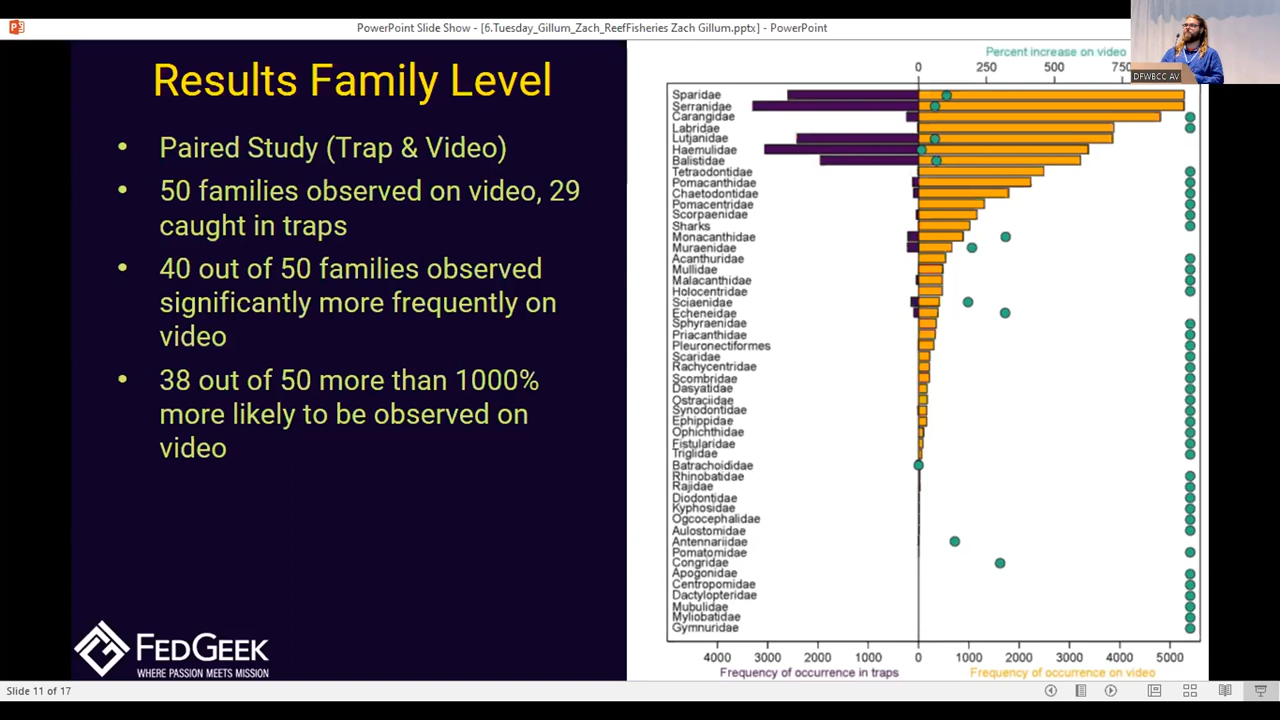 PowerPoint Slide Show - [6.Tuesday_Gillum_Zach_ReefFisheries Zach Gillum.pptx] - PowerPoint
DFWBCC AV
Results Family Level
• Paired Study (Trap & Video)
• 50 families observed on video, 29
caught in traps
• 40 out of 50 families observed
significantly more frequently on
video
• 38 out of 50 more than 1000%
more likely to be observed on
video
FEDGEEK
WHERE PASSION MEETS MISSION
Percent increase on video
0 250 500
Sparidae
Serranidae
Carangidae
Labridae
Lutjanidae
Haemulidae
Balistidae
Tetraodontidae
Pomacanthidae
Chaetodontidae
Pomacentridae
Scorpaenidae
Sharks
Monacanthidae
Muraenidae
Acanthuridae
Mullidae
Malacanthidae
Holocentridae
Sciaenidae
Echeneidae
Sphyraenidae
Priacanthidae
Pleuronectiformes
Scaridae
Rachycentridae
Scombridae
Dasyatidae
Ostraciidae
Synodontidae
Ephippidae
Ophichthidae
Fistularidae
Triglidae
Batrachoididae
Rhinobatidae
Rajidae
Diodontidae
Kyphosidae
Ogcocephalidae
Aulostomidae
Antennariidae
Pomatomidae
Congridae
Apogonidae
Centropomidae
Dactylopteridae
Mubulidae
Myliobatidae
Gymnuridae
4000 3000 2000 1000 0 1000 2000 3000 4000 5000
Frequency of occurrence in traps Frequency of occurrence on video
Slide 11 of 17